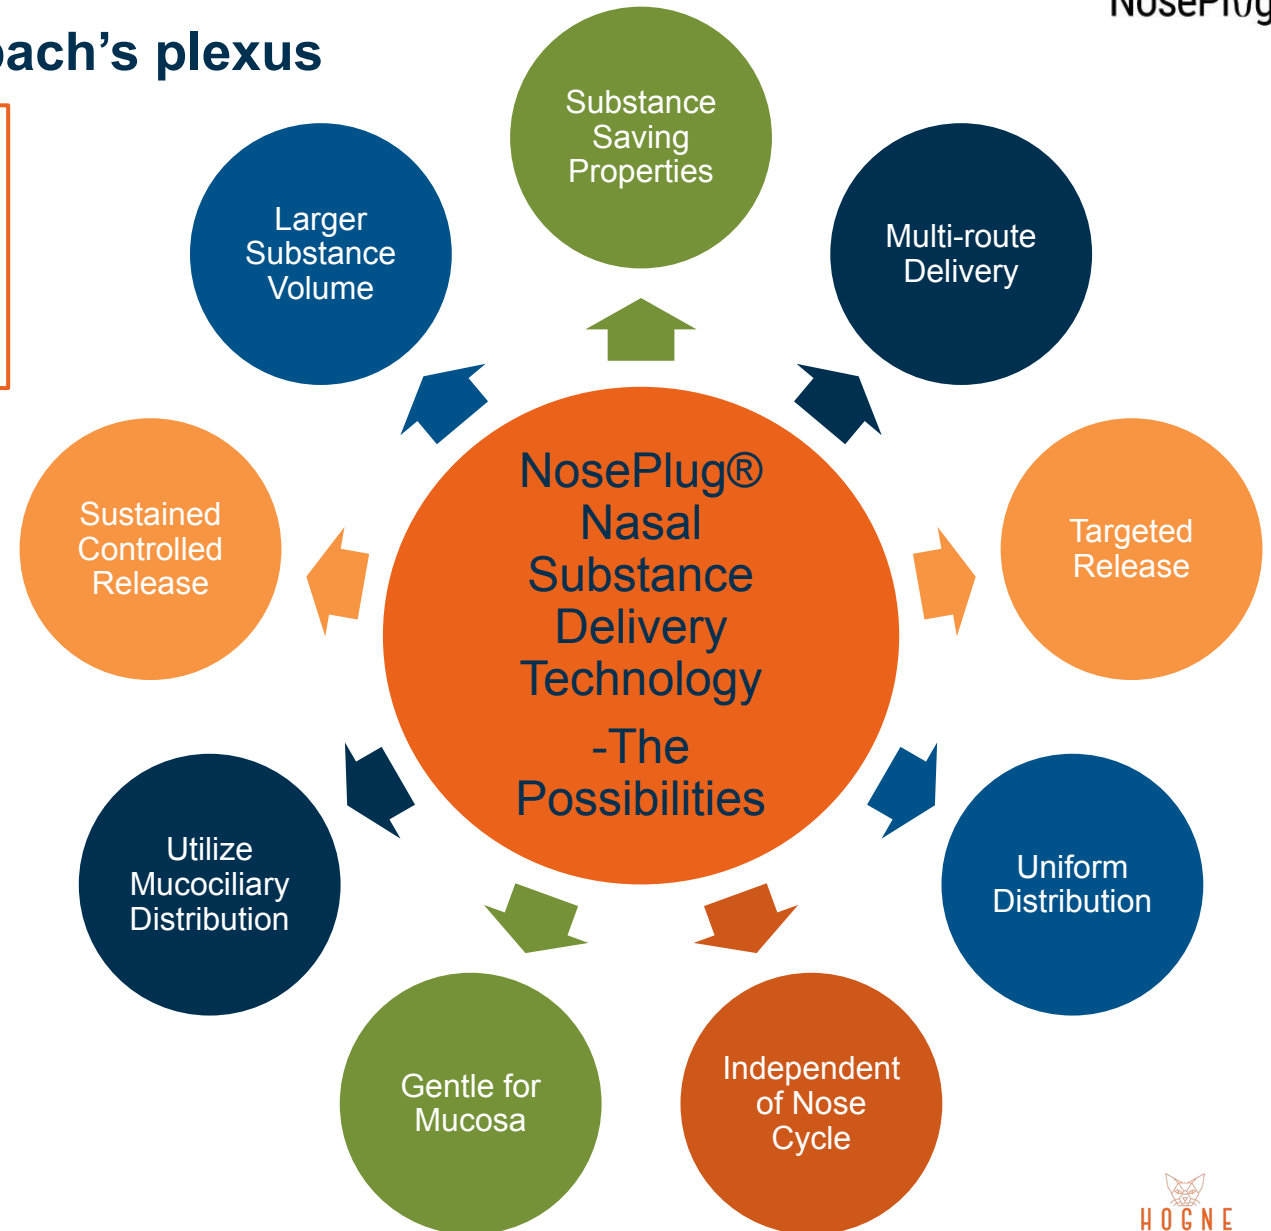 NosePlug
bach's plexus
Substance
Saving
Properties
Larger
Substance
Volume
Multi-route
Delivery
NosePlug®
Nasal
Substance
Delivery
Technology
-The
Possibilities
Sustained
Controlled
Release
Targeted
Release
Utilize
Mucociliary
Distribution
Uniform
Distribution
Gentle for
Mucosa
Independent
of Nose
Cycle
HOGNE